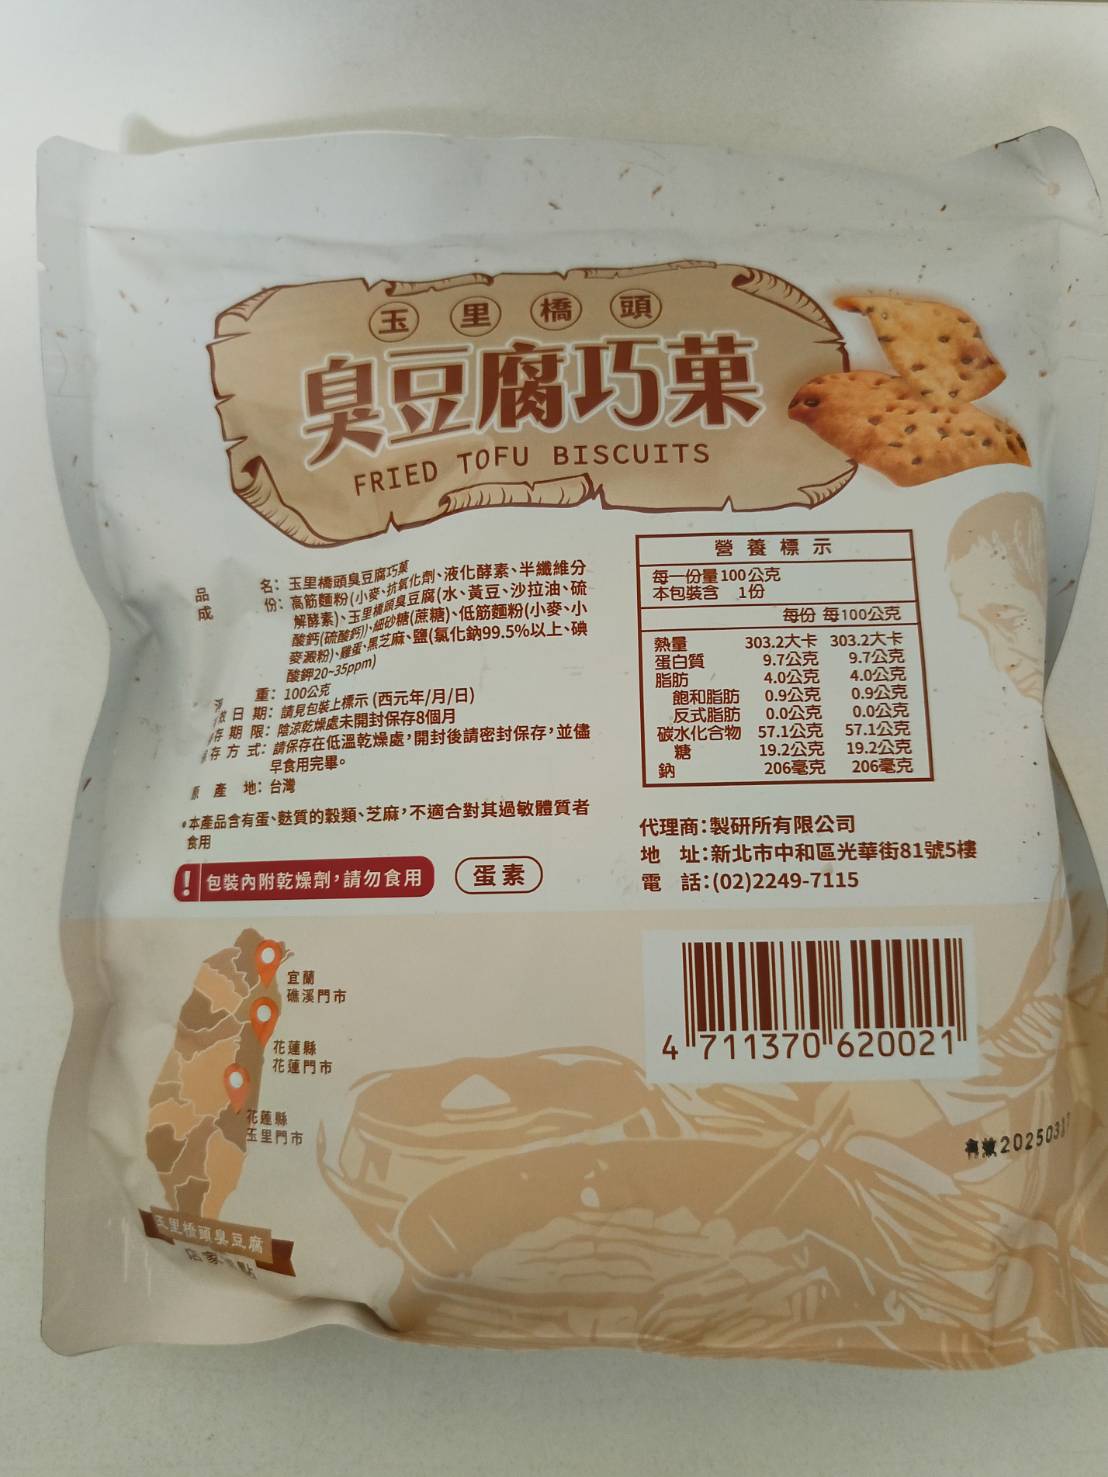 玉里橋頭
臭豆腐巧菓
FRIED TOFU BISCUITS
品 名：玉里橋頭臭豆腐巧菓
成 份：高筋麵粉(小麥、抗氧化劑、液化酵素、半纖維分
解酵素)、玉里橋頭臭豆腐(水、黃豆、沙拉油、硫
酸鈣(硫酸鈣))、細砂糖(蔗糖)、低筋麵粉(小麥、小
麥澱粉)、雞蛋、黑芝麻、鹽(氯化鈉99.5%以上、碘
酸鉀20~35ppm)
淨 重：100公克
日期：請見包裝上標示 (西元年/月/日)
存期限：陰涼乾燥處未開封保存8個月
存方式：請保存在低溫乾燥處，開封後請密封保存，並儘
早食用完畢。
原產地：台灣
•本產品含有蛋、麩質的穀類、芝麻，不適合對其過敏體質者
食用
! 包裝內附乾燥劑，請勿食用
蛋素
營養標示
每一份量100公克
本包裝含 1份
每份 每100公克
熱量 303.2大卡 303.2大卡
蛋白質 9.7公克 9.7公克
脂肪 4.0公克 4.0公克
飽和脂肪 0.9公克 0.9公克
反式脂肪 0.0公克 0.0公克
碳水化合物 57.1公克 57.1公克
糖 19.2公克 19.2公克
鈉 206毫克 206毫克
代理商：製研所有限公司
地 址：新北市中和區光華街81號5樓
電 話：(02)2249-7115
宜蘭
礁溪門市
花蓮縣
花蓮門市
花蓮縣
玉里門市
玉里橋頭臭豆腐
店家
點
4 711370 620021
有效202503